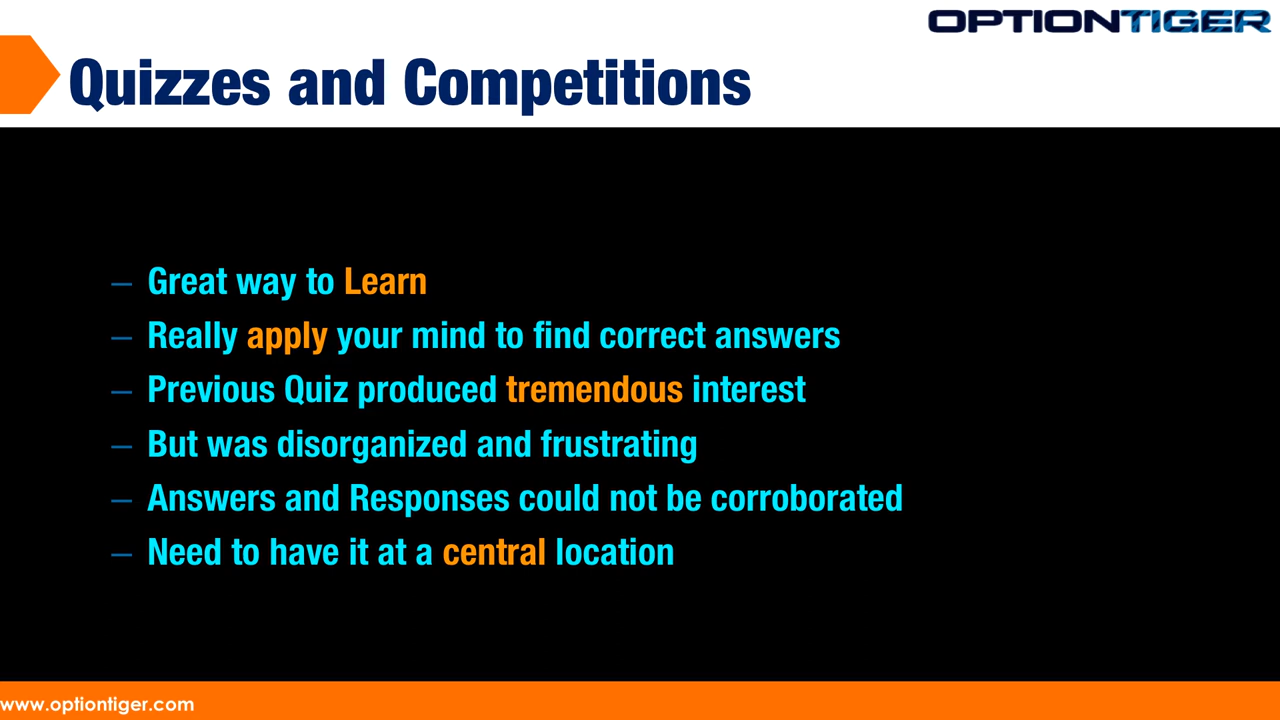 OPTIONTIGER
Quizzes and Competitions
– Great way to Learn
– Really apply your mind to find correct answers
– Previous Quiz produced tremendous interest
– But was disorganized and frustrating
– Answers and Responses could not be corroborated
– Need to have it at a central location
www.optiontiger.com